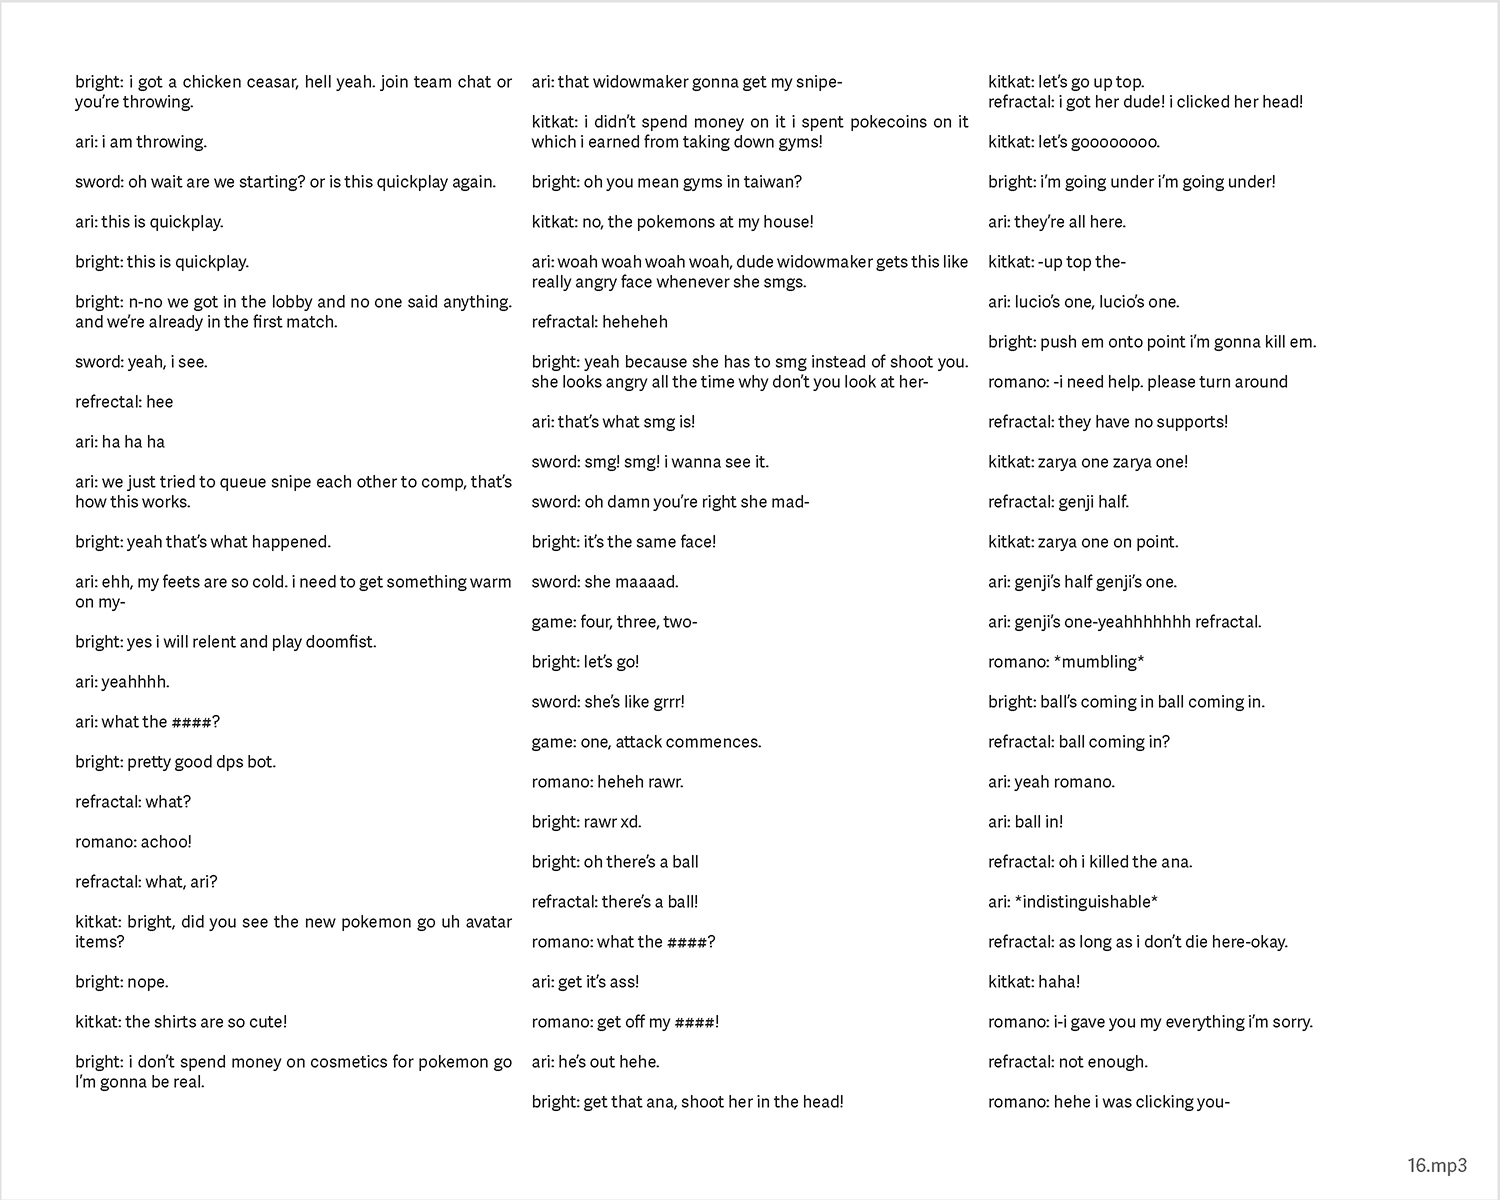 bright: i got a chicken ceasar, hell yeah. join team chat or
you're throwing.
ari: i am throwing.
sword: oh wait are we starting? or is this quickplay again.
ari: this is quickplay.
bright: this is quickplay.
bright: n-no we got in the lobby and no one said anything.
and we're already in the first match.
sword: yeah, i see.
refrectal: hee
ari: ha ha ha
ari: we just tried to queue snipe each other to comp, that's
how this works.
bright: yeah that's what happened.
ari: ehh, my feets are so cold. i need to get something warm
on my-
bright: yes i will relent and play doomfist.
ari: yeahhhh.
ari: what the ####?
bright: pretty good dps bot.
refractal: what?
romano: achoo!
refractal: what, ari?
kitkat: bright, did you see the new pokemon go uh avatar
items?
bright: nope.
kitkat: the shirts are so cute!
bright: i don't spend money on cosmetics for pokemon go
I'm gonna be real.
ari: that widowmaker gonna get my snipe-
kitkat: i didn't spend money on it i spent pokecoins on it
which i earned from taking down gyms!
bright: oh you mean gyms in taiwan?
kitkat: no, the pokemons at my house!
ari: woah woah woah woah, dude widowmaker gets this like
really angry face whenever she smgs.
refractal: heheheh
bright: yeah because she has to smg instead of shoot you.
she looks angry all the time why don't you look at her-
ari: that's what smg is!
sword: smg! smg! i wanna see it.
sword: oh damn you're right she mad-
bright: it's the same face!
sword: she maaaad.
game: four, three, two-
bright: let's go!
sword: she's like grrr!
game: one, attack commences.
romano: heheh rawr.
bright: rawr xd.
bright: oh there's a ball
refractal: there's a ball!
romano: what the ####?
ari: get it's ass!
romano: get off my ####!
ari: he's out hehe.
bright: get that ana, shoot her in the head!
kitkat: let's go up top.
refractal: i got her dude! i clicked her head!
kitkat: let's goooooooo.
bright: i'm going under i'm going under!
ari: they're all here.
kitkat: -up top the-
ari: lucio's one, lucio's one.
bright: push em onto point i'm gonna kill em.
romano: -i need help. please turn around
refractal: they have no supports!
kitkat: zarya one zarya one!
refractal: genji half.
kitkat: zarya one on point.
ari: genji's half genji's one.
ari: genji's one-yeahhhhhhh refractal.
romano: *mumbling*
bright: ball's coming in ball coming in.
refractal: ball coming in?
ari: yeah romano.
ari: ball in!
refractal: oh i killed the ana.
ari: *indistinguishable*
refractal: as long as i don't die here-okay.
kitkat: haha!
romano: i-i gave you my everything i'm sorry.
refractal: not enough.
romano: hehe i was clicking you-
16.mp3